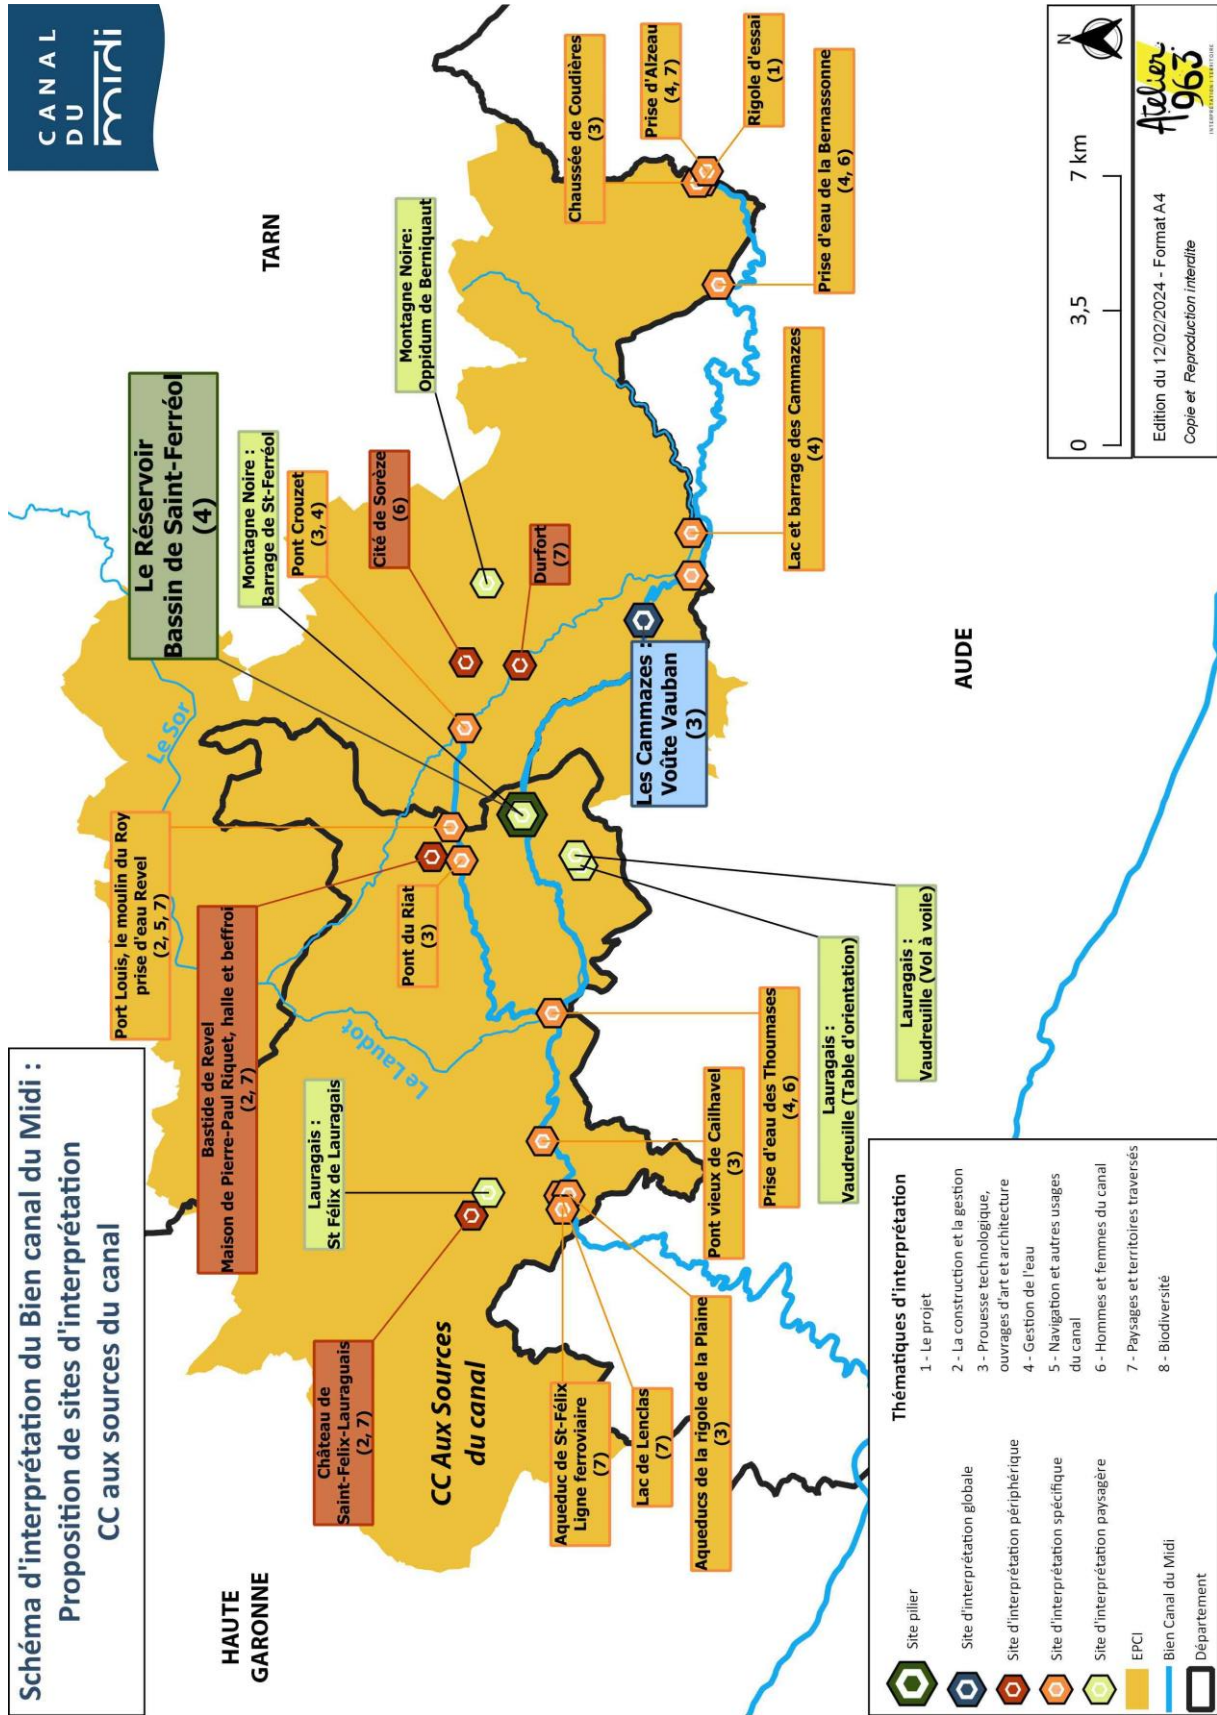 Schéma d'interprétation du Bien canal du Midi :
Proposition de sites d'interprétation
CC aux sources du canal
CANAL
DU
midi
HAUTE
GARONNE
TARN
AUDE
CC Aux Sources
du canal
Le Sor
Le Laudot
Port Louis, le moulin du Roy
prise d'eau Revel
(2, 5, 7)
Bastide de Revel
Maison de Pierre-Paul Riquet, halle et beffroi
(2, 7)
Lauragais :
St Félix de Lauragais
Château de
Saint-Felix-Lauraguais
(2, 7)
Pont du Riat
(3)
Le Réservoir
Bassin de Saint-Ferréol
(4)
Montagne Noire :
Barrage de St-Ferréol
Pont Crouzet
(3, 4)
Cité de Sorèze
(6)
Durfort
(7)
Montagne Noire:
Oppidum de Berniquaut
Chaussée de Coudières
(3)
Prise d'Alzeau
(4, 7)
Rigole d'essai
(1)
Prise d'eau de la Bernassonne
(4, 6)
Lac et barrage des Cammazes
(4)
Les Cammazes :
Voûte Vauban
(3)
Aqueduc de St-Félix
Ligne ferroviaire
(7)
Lac de Lenclas
(7)
Aqueducs de la rigole de la Plaine
(3)
Pont vieux de Cailhavel
(3)
Prise d'eau des Thoumases
(4, 6)
Lauragais :
Vaudreuille (Table d'orientation)
Lauragais :
Vaudreuille (Vol à voile)
Site pilier
Site d'interprétation globale
Site d'interprétation périphérique
Site d'interprétation spécifique
Site d'interprétation paysagère
EPCI
Bien Canal du Midi
Département
Thématiques d'interprétation
1 - Le projet
2 - La construction et la gestion
3 - Prouesse technologique,
ouvrages d'art et architecture
4 - Gestion de l'eau
5 - Navigation et autres usages
du canal
6 - Hommes et femmes du canal
7 - Paysages et territoires traversés
8 - Biodiversité
0 3,5 7 km
N
Edition du 12/02/2024 - Format A4
Copie et Reproduction interdite
Atelier
963
INTERPRÉTATION | TERRITOIRE